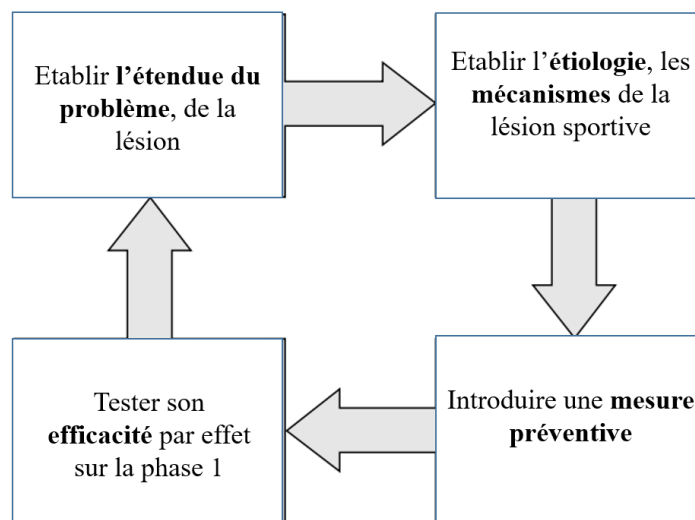 Etablir l'étendue du
problème, de la
lésion
Etablir l'étiologie, les
mécanismes de la
lésion sportive
Introduire une mesure
préventive
Tester son
efficacité par effet
sur la phase 1